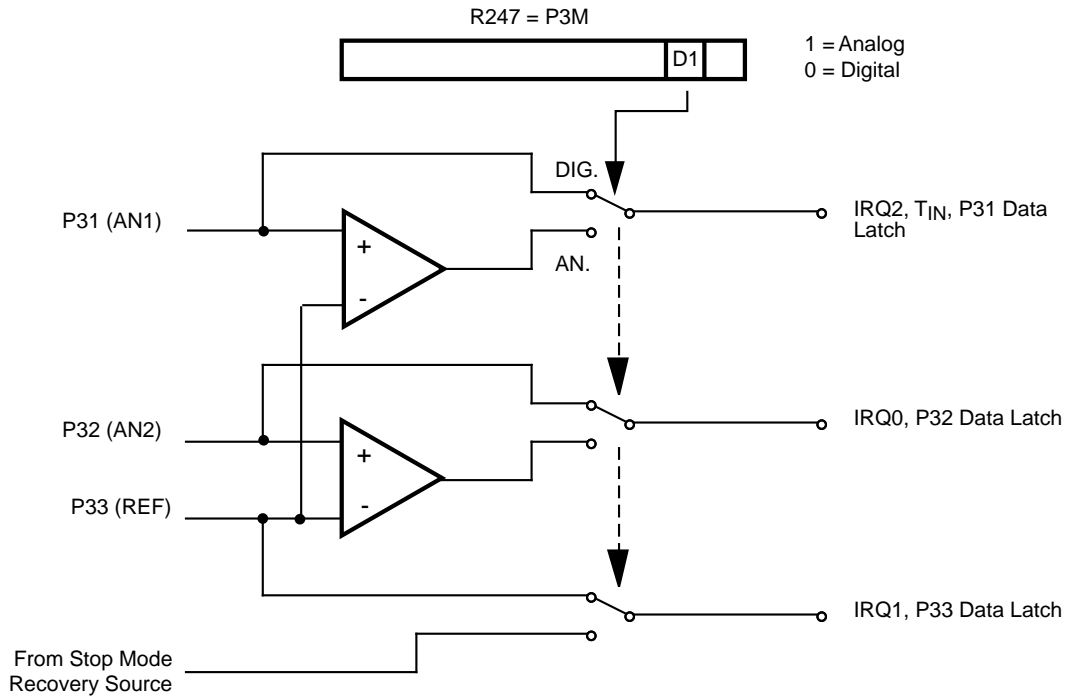 R247 = P3M
D1
1 = Analog
0 = Digital
DIG.
P31 (AN1)
+
-
AN.
IRQ2, TIN, P31 Data
Latch
P32 (AN2)
+
-
IRQ0, P32 Data Latch
P33 (REF)
IRQ1, P33 Data Latch
From Stop Mode
Recovery Source